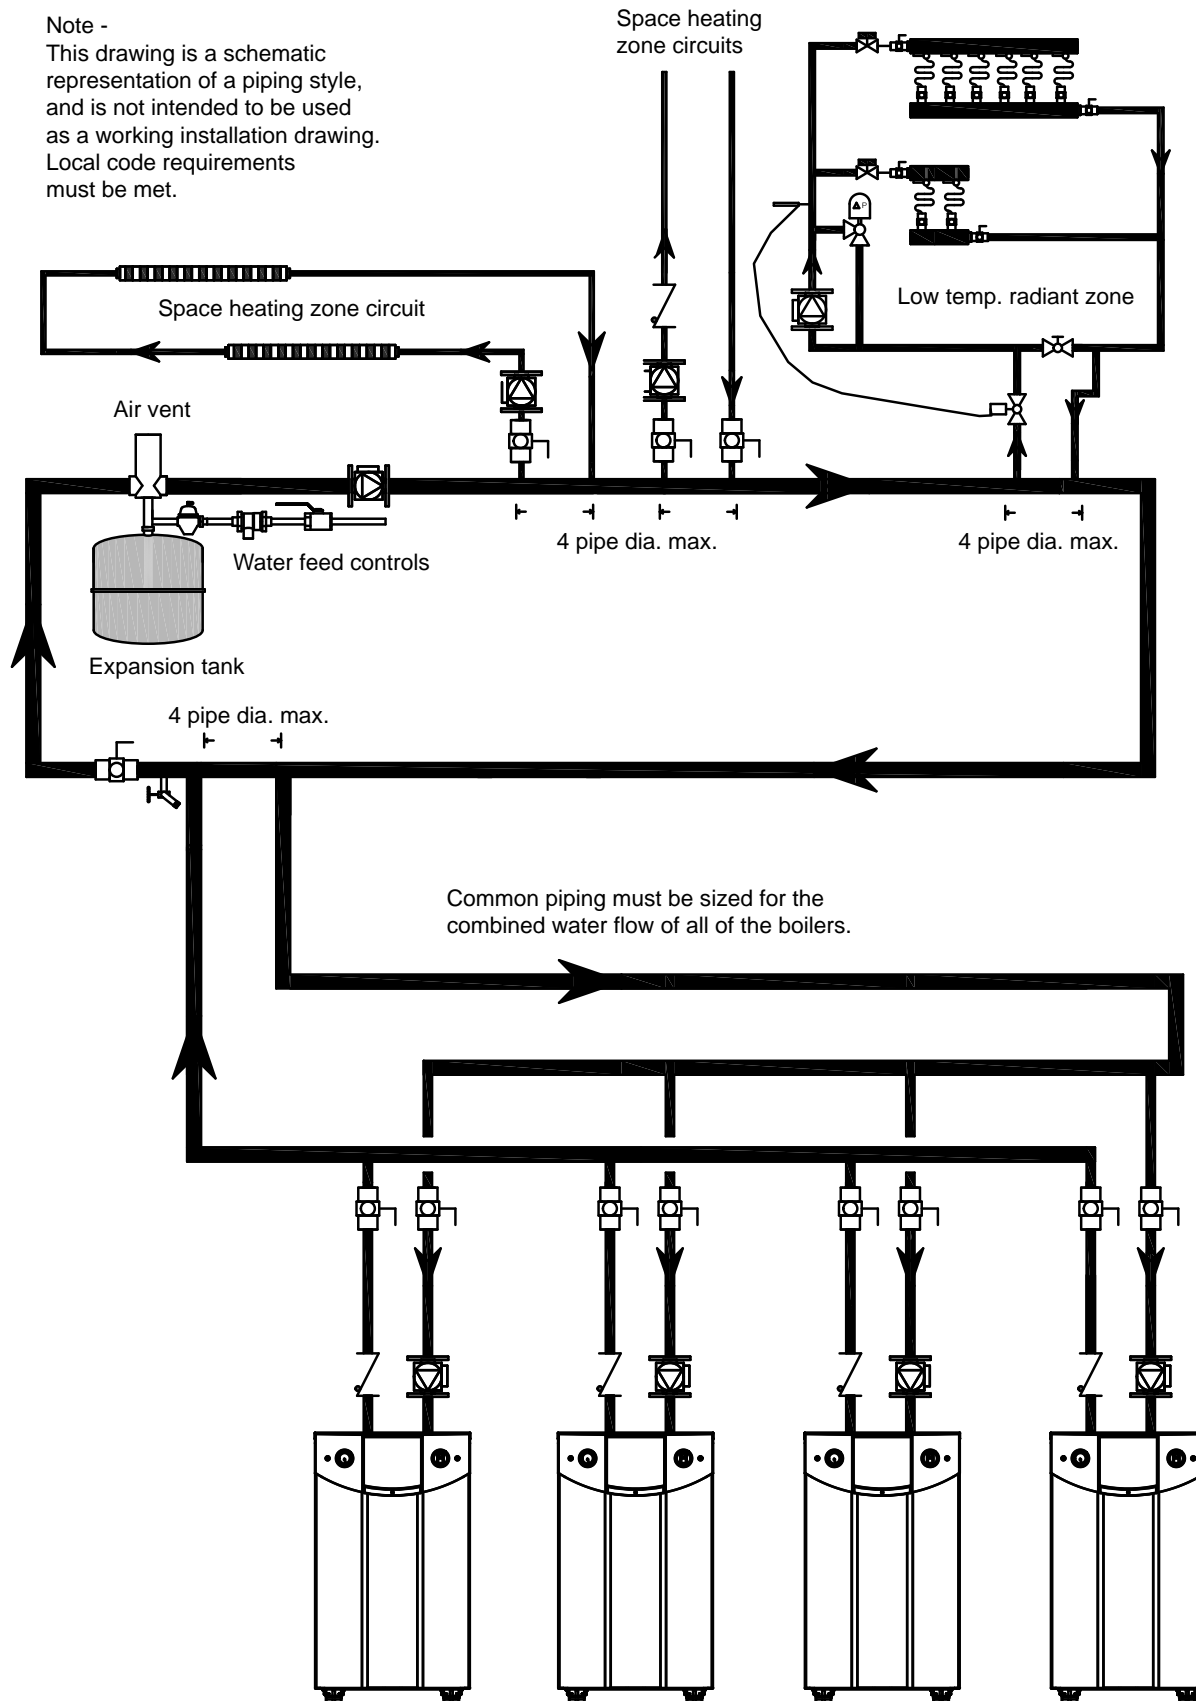 Note -
This drawing is a schematic
representation of a piping style,
and is not intended to be used
as a working installation drawing.
Local code requirements
must be met.
Space heating
zone circuits
P
Space heating zone circuit
Low temp. radiant zone
Air vent
4 pipe dia. max.
4 pipe dia. max.
Water feed controls
Expansion tank
4 pipe dia. max.
Common piping must be sized for the
combined water flow of all of the boilers.